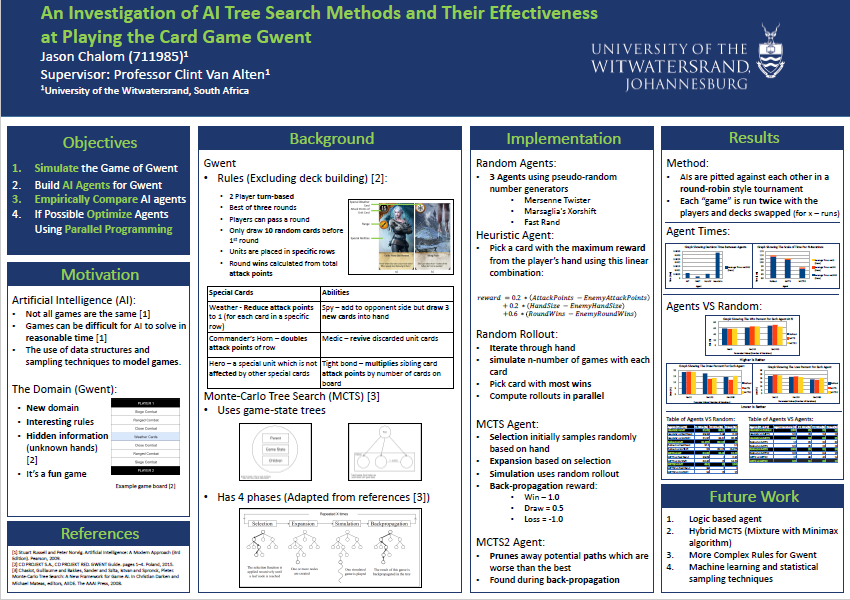 An Investigation of AI Tree Search Methods and Their Effectiveness
at Playing the Card Game Gwent
Jason Chalom (711985)¹
Supervisor: Professor Clint Van Alten¹
¹University of the Witwatersrand, South Africa
UNIVERSITY OF THE
WITWATERSRAND,
JOHANNESBURG
Objectives
1. Simulate the Game of Gwent
2. Build AI Agents for Gwent
3. Empirically Compare AI agents
4. If Possible Optimize Agents
Using Parallel Programming
Motivation
Artificial Intelligence (AI):
• Not all games are the same [1]
• Games can be difficult for AI to solve in
reasonable time [1]
• The use of data structures and
sampling techniques to model games.
The Domain (Gwent):
• New domain
• Interesting rules
• Hidden information
(unknown hands)
[2]
• It's a fun game
PLAYER 1
Siege Combat
Ranged Combat
Close Combat
Weather Cards
Close Combat
Ranged Combat
Siege Combat
PLAYER 2
Example game board [2]
References
[1] Stuart Russell and Peter Norvig. Artificial Intelligence: A Modern Approach (3rd
Edition). Pearson, 2009.
[2] CD PROJEKT S.A., CD PROJEKT RED. GWENT Guide. pages 1–4. Poland, 2015.
[3] Chaslot, Guillaume and Bakkes, Sander and Szita, Istvan and Spronck, Pieter.
Monte-Carlo Tree Search: A New Framework for Game AI. In Christian Darken and
Michael Mateas, editors, AIIDE. The AAAI Press, 2008.
Background
Gwent
• Rules (Excluding deck building) [2]:
• 2 Player turn-based
• Best of three rounds
• Players can pass a round
• Only draw 10 random cards before
1st round
• Units are placed in specific rows
• Round wins calculated from total
attack points
Special Cards
Abilities
Weather - Reduce attack points
to 1 (for each card in a specific
row)
Spy – add to opponent side but draw 3
new cards into hand
Commander's Horn – doubles
attack points of row
Medic – revive discarded unit cards
Hero – a special unit which is not
affected by other special cards
Tight bond – multiplies sibling card
attack points by number of cards on
board
Monte-Carlo Tree Search (MCTS) [3]
• Uses game-state trees
Parent
Game State
Children
• Has 4 phases (Adapted from references [3])
Repeated X times
Selection
Expansion
Simulation
Backpropagation
Implementation
Random Agents:
• 3 Agents using pseudo-random
number generators
• Mersenne Twister
• Marsaglia's Xorshift
• Fast Rand
Heuristic Agent:
• Pick a card with the maximum reward
from the player's hand using this linear
combination:
reward = 0.2 * (AttackPoints − EnemyAttackPoints)
+ 0.2 * (HandSize − EnemyHandSize)
+0.6 * (RoundWins − EnemyRoundWins)
Random Rollout:
• Iterate through hand
• simulate n-number of games with each
card
• Pick card with most wins
• Compute rollouts in parallel
MCTS Agent:
• Selection initially samples randomly
based on hand
• Expansion based on selection
• Simulation uses random rollout
• Back-propagation reward:
• Win – 1.0
• Draw = 0.5
• Loss = -1.0
MCTS2 Agent:
• Prunes away potential paths which are
worse than the best
• Found during back-propagation
Results
Method:
• AIs are pitted against each other in a
round-robin style tournament
• Each "game" is run twice with the
players and decks swapped (for x – runs)
Agent Times:
Agents VS Random:
Higher is Better
Lower is Better
Table of Agents VS Random:
Table of Agents VS Agents:
Future Work
1. Logic based agent
2. Hybrid MCTS (Mixture with Minimax
algorithm)
3. More Complex Rules for Gwent
4. Machine learning and statistical
sampling techniques